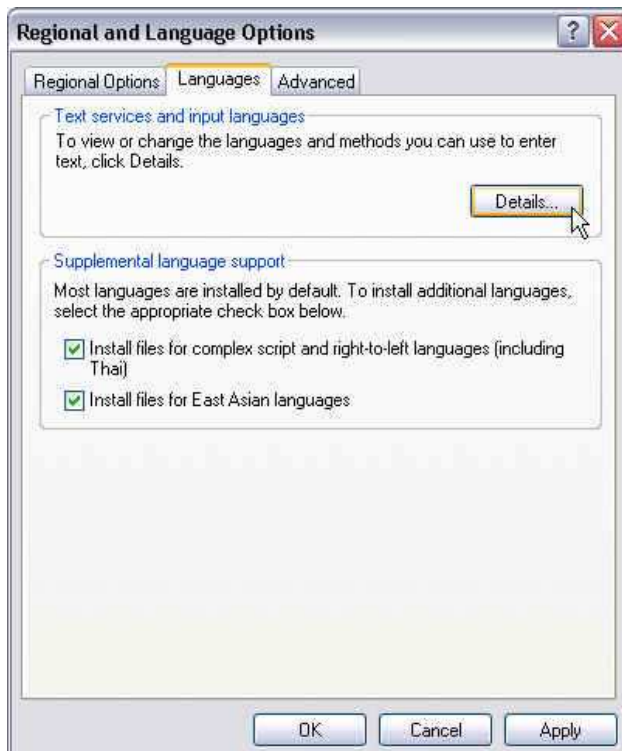 Regional and Language Options
Regional Options Languages Advanced
Text services and input languages
To view or change the languages and methods you can use to enter
text, click Details.
Details...
Supplemental language support
Most languages are installed by default. To install additional languages,
select the appropriate check box below.
Install files for complex script and right-to-left languages (including
Thai)
Install files for East Asian languages
OK Cancel Apply